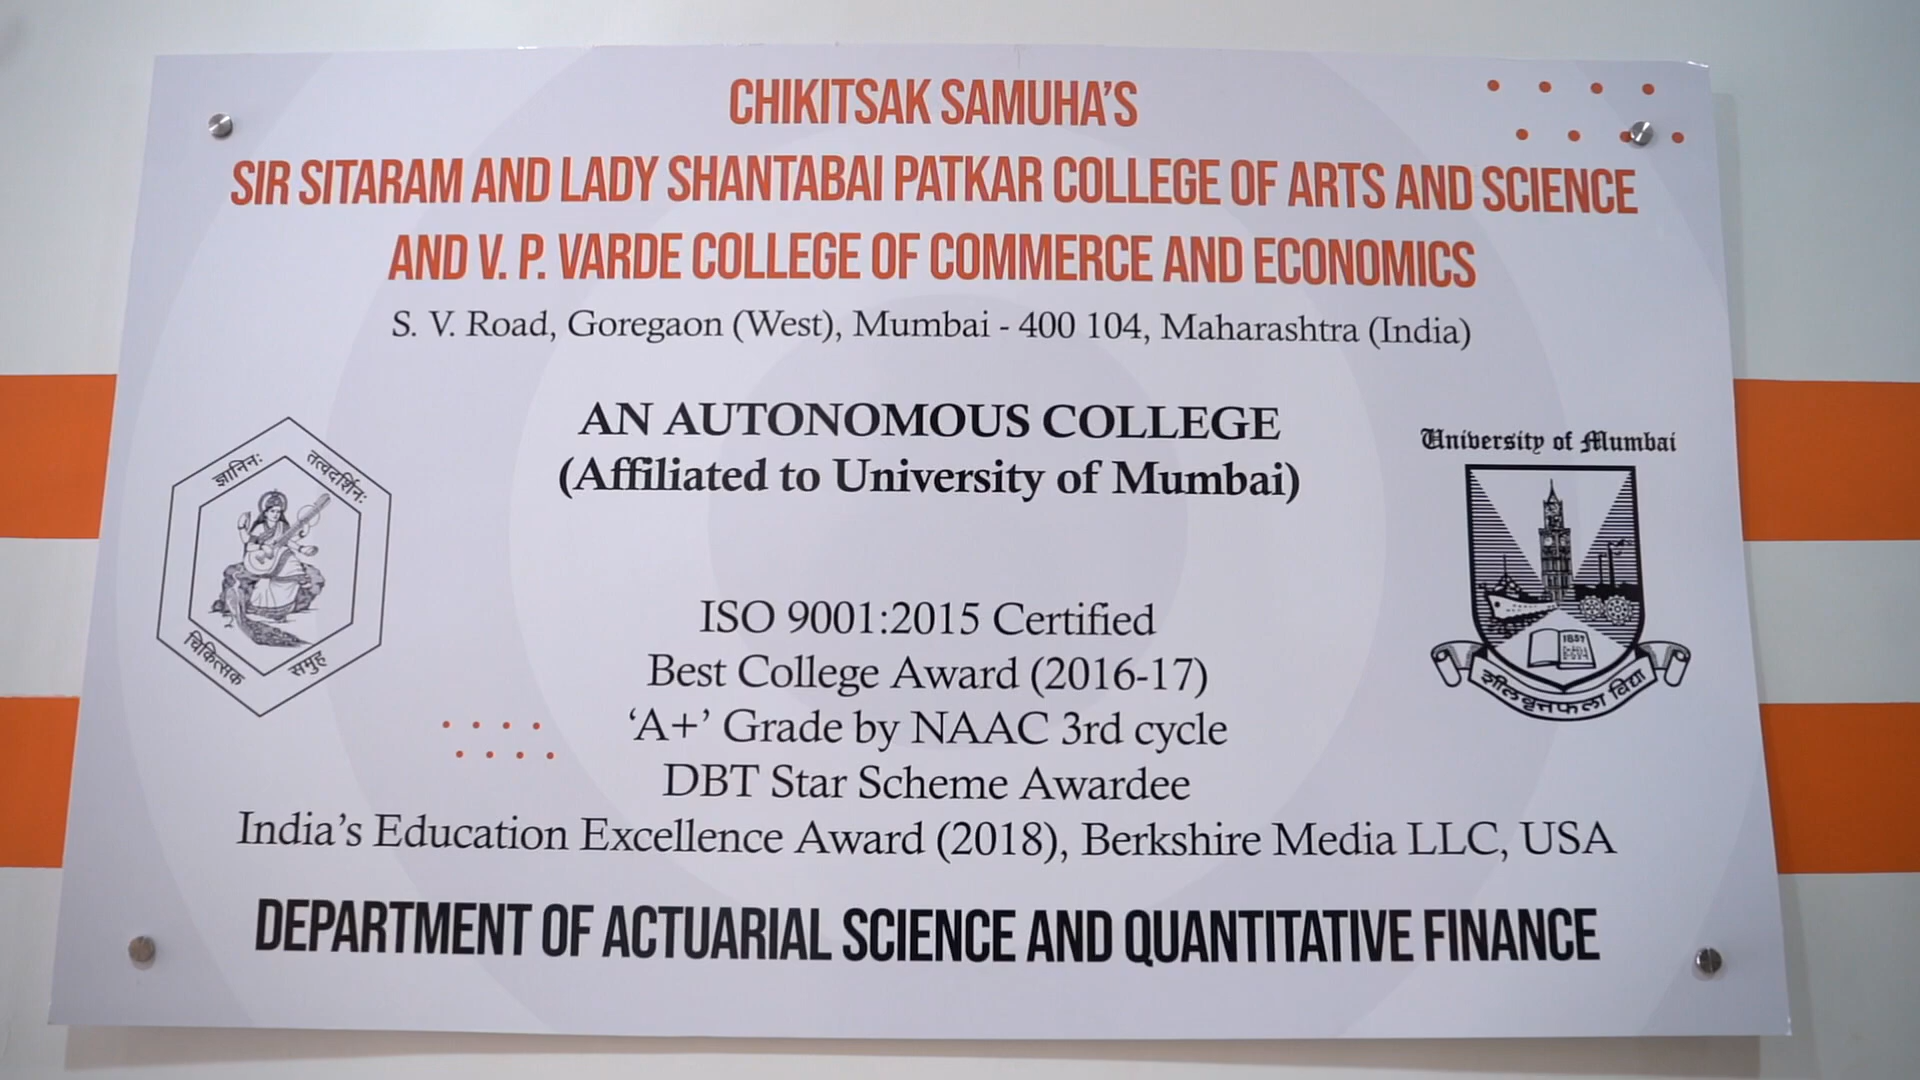 CHIKITSAK SAMUHA'S
SIR SITARAM AND LADY SHANTABAI PATKAR COLLEGE OF ARTS AND SCIENCE
AND V. P. VARDE COLLEGE OF COMMERCE AND ECONOMICS
S. V. Road, Goregaon (West), Mumbai - 400 104, Maharashtra (India)
AN AUTONOMOUS COLLEGE
(Affiliated to University of Mumbai)
ज्ञानिनः तत्वदर्शिनः
चिकित्सक समुह
University of Mumbai
1857
शीलवृत्तफला विद्या
ISO 9001:2015 Certified
Best College Award (2016-17)
‘A+’ Grade by NAAC 3rd cycle
DBT Star Scheme Awardee
India's Education Excellence Award (2018), Berkshire Media LLC, USA
DEPARTMENT OF ACTUARIAL SCIENCE AND QUANTITATIVE FINANCE